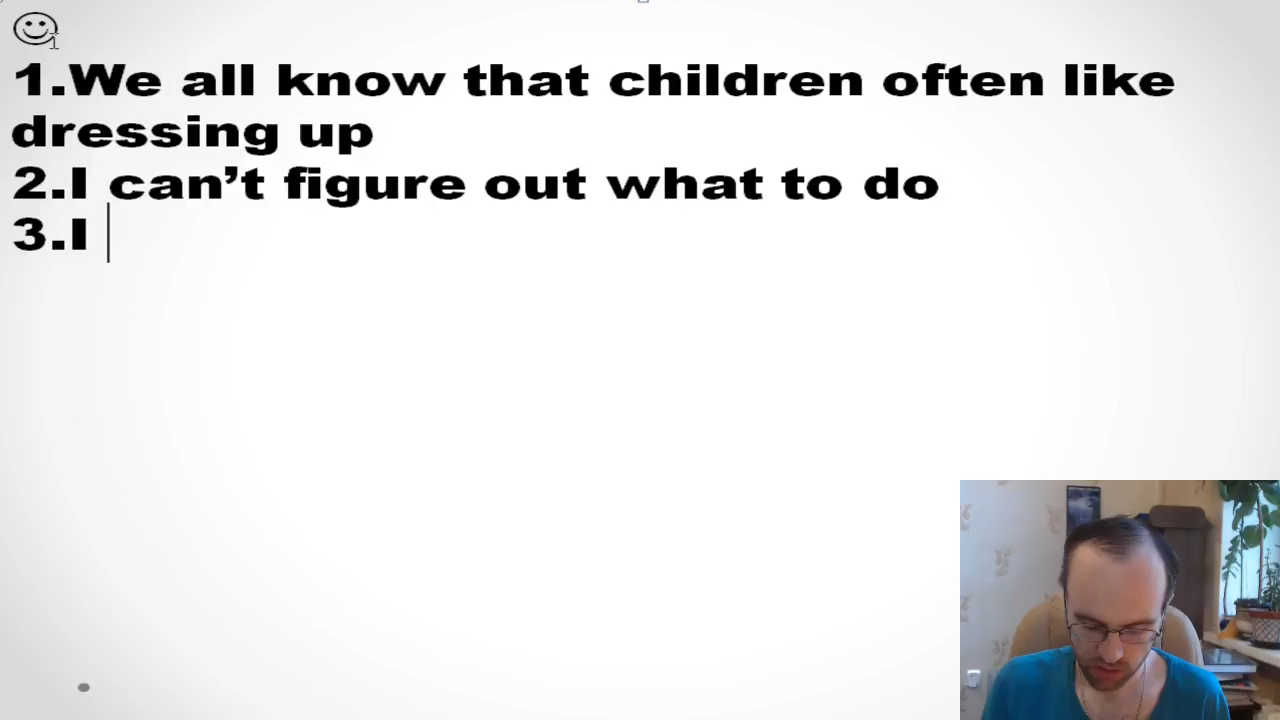 1.We all know that children often like
dressing up
2.I can’t figure out what to do
3.I